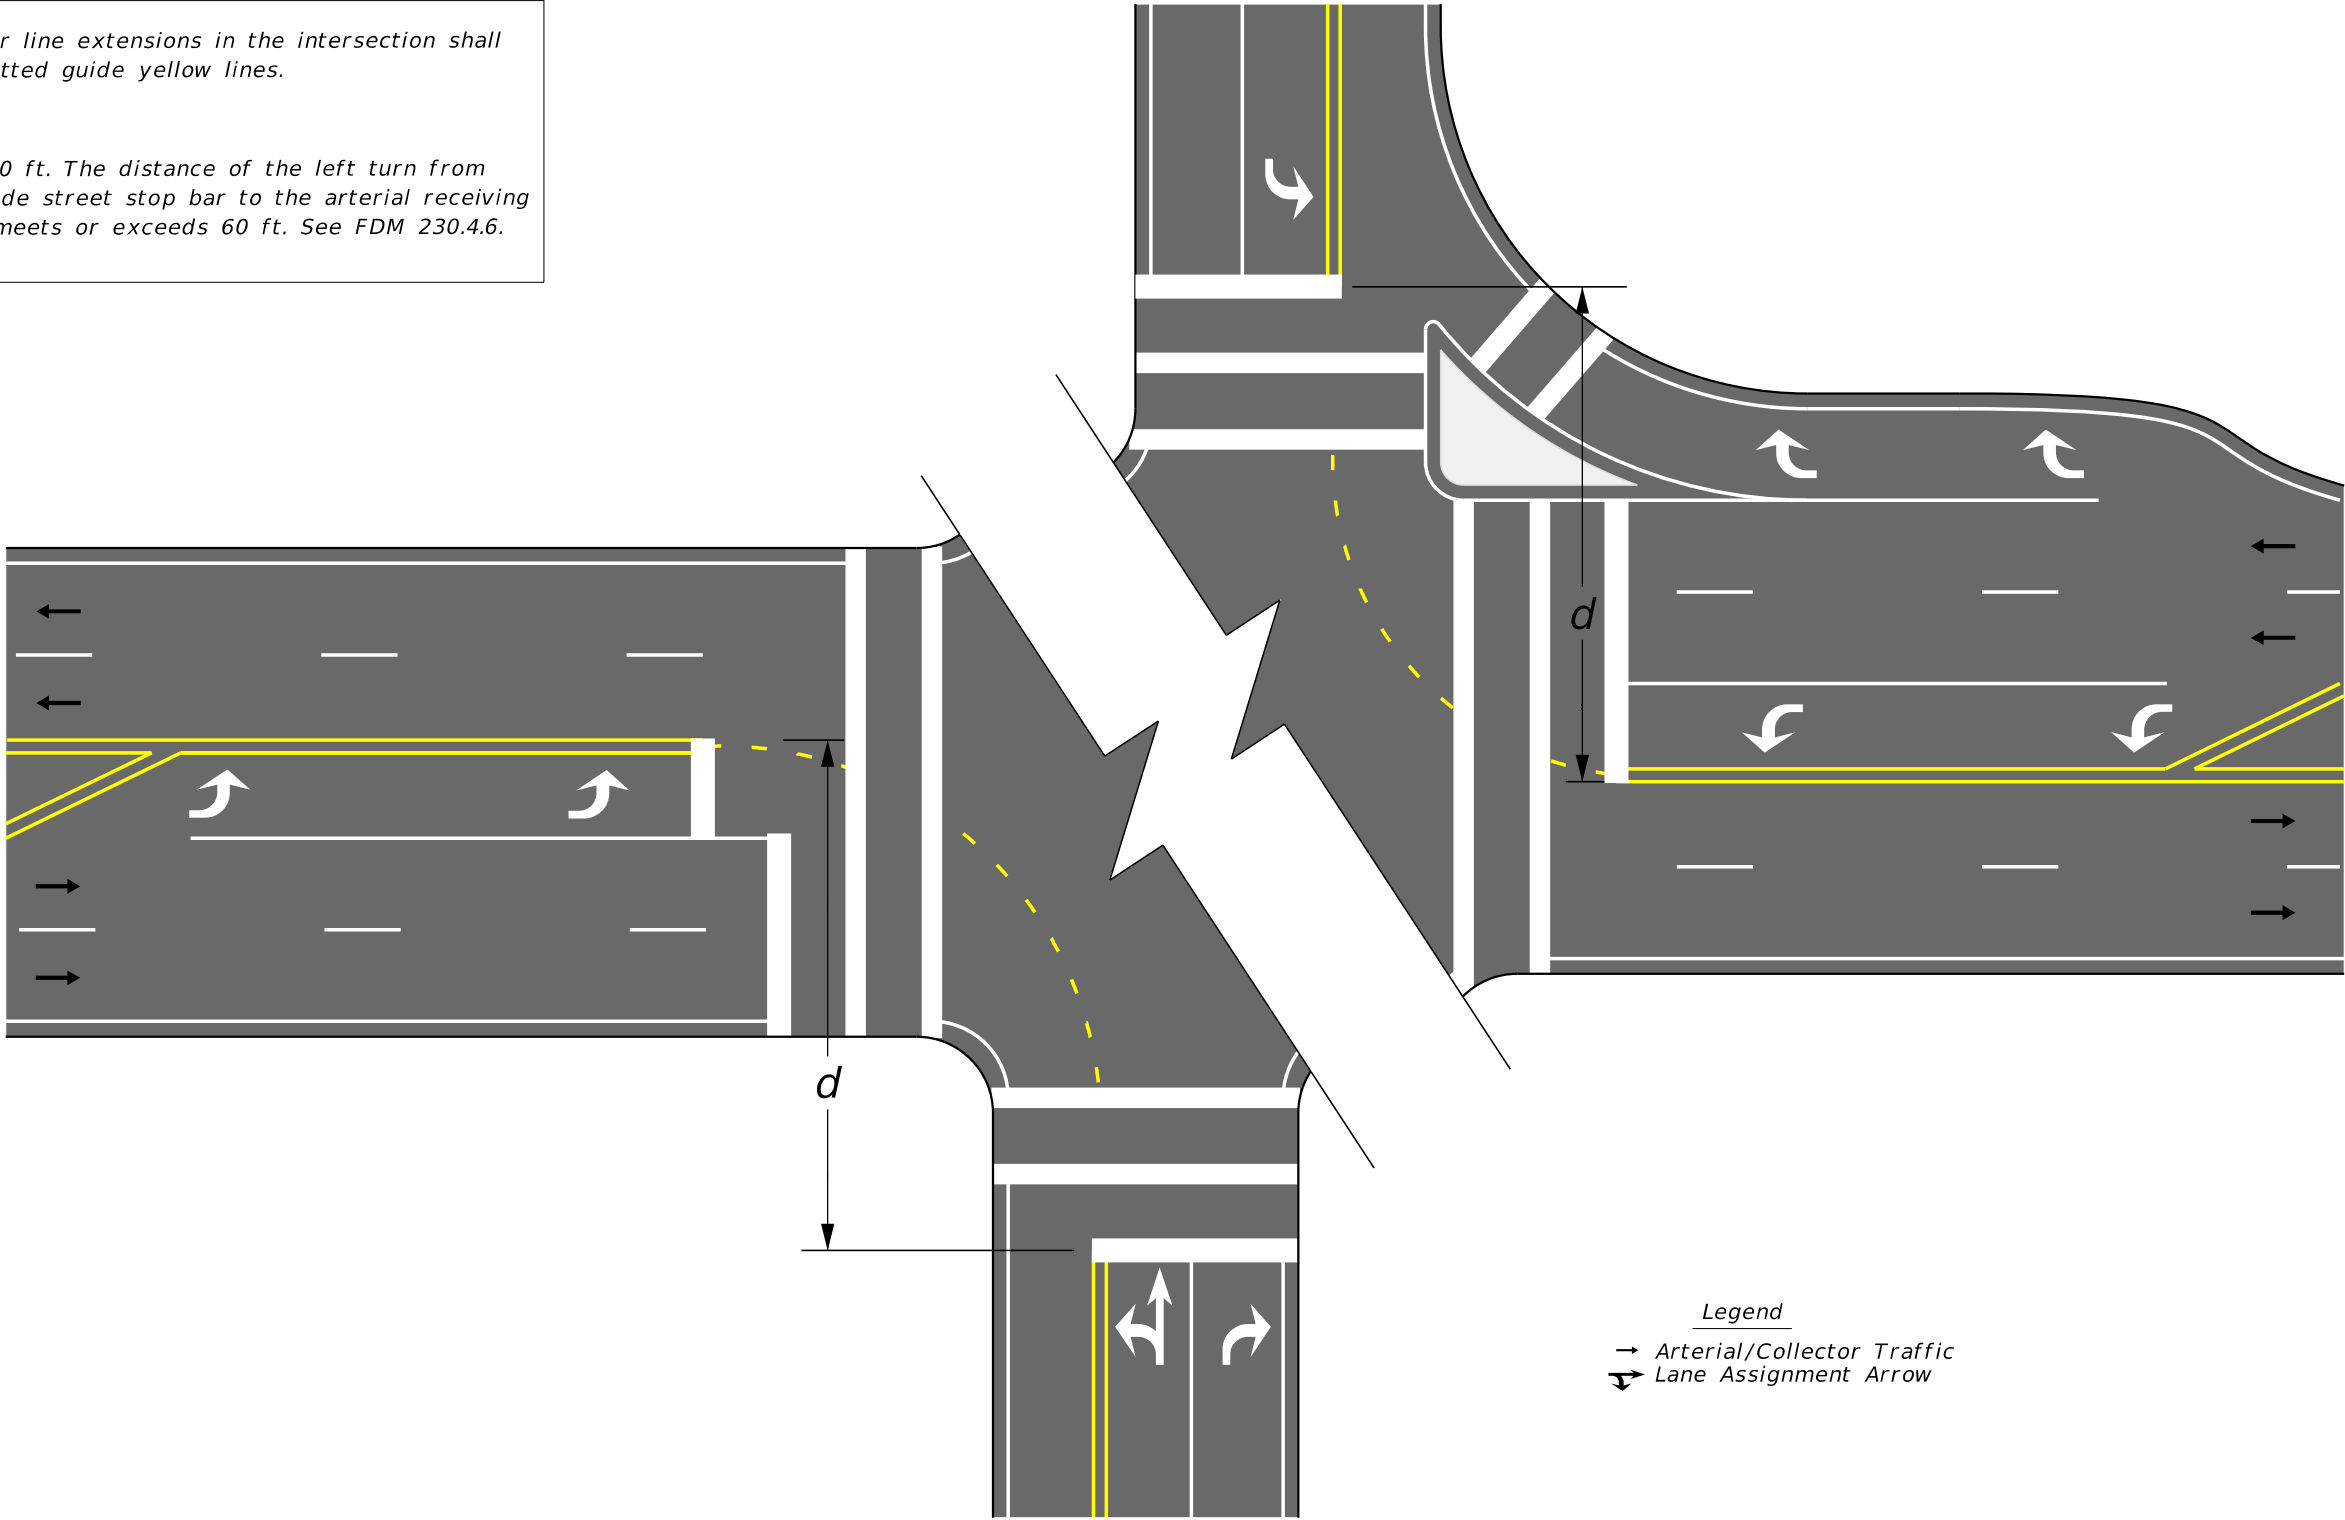 r line extensions in the intersection shall
tted guide yellow lines.
0 ft. The distance of the left turn from
de street stop bar to the arterial receiving
meets or exceeds 60 ft. See FDM 230.4.6.
d
d
Legend
Arterial/Collector Traffic
Lane Assignment Arrow